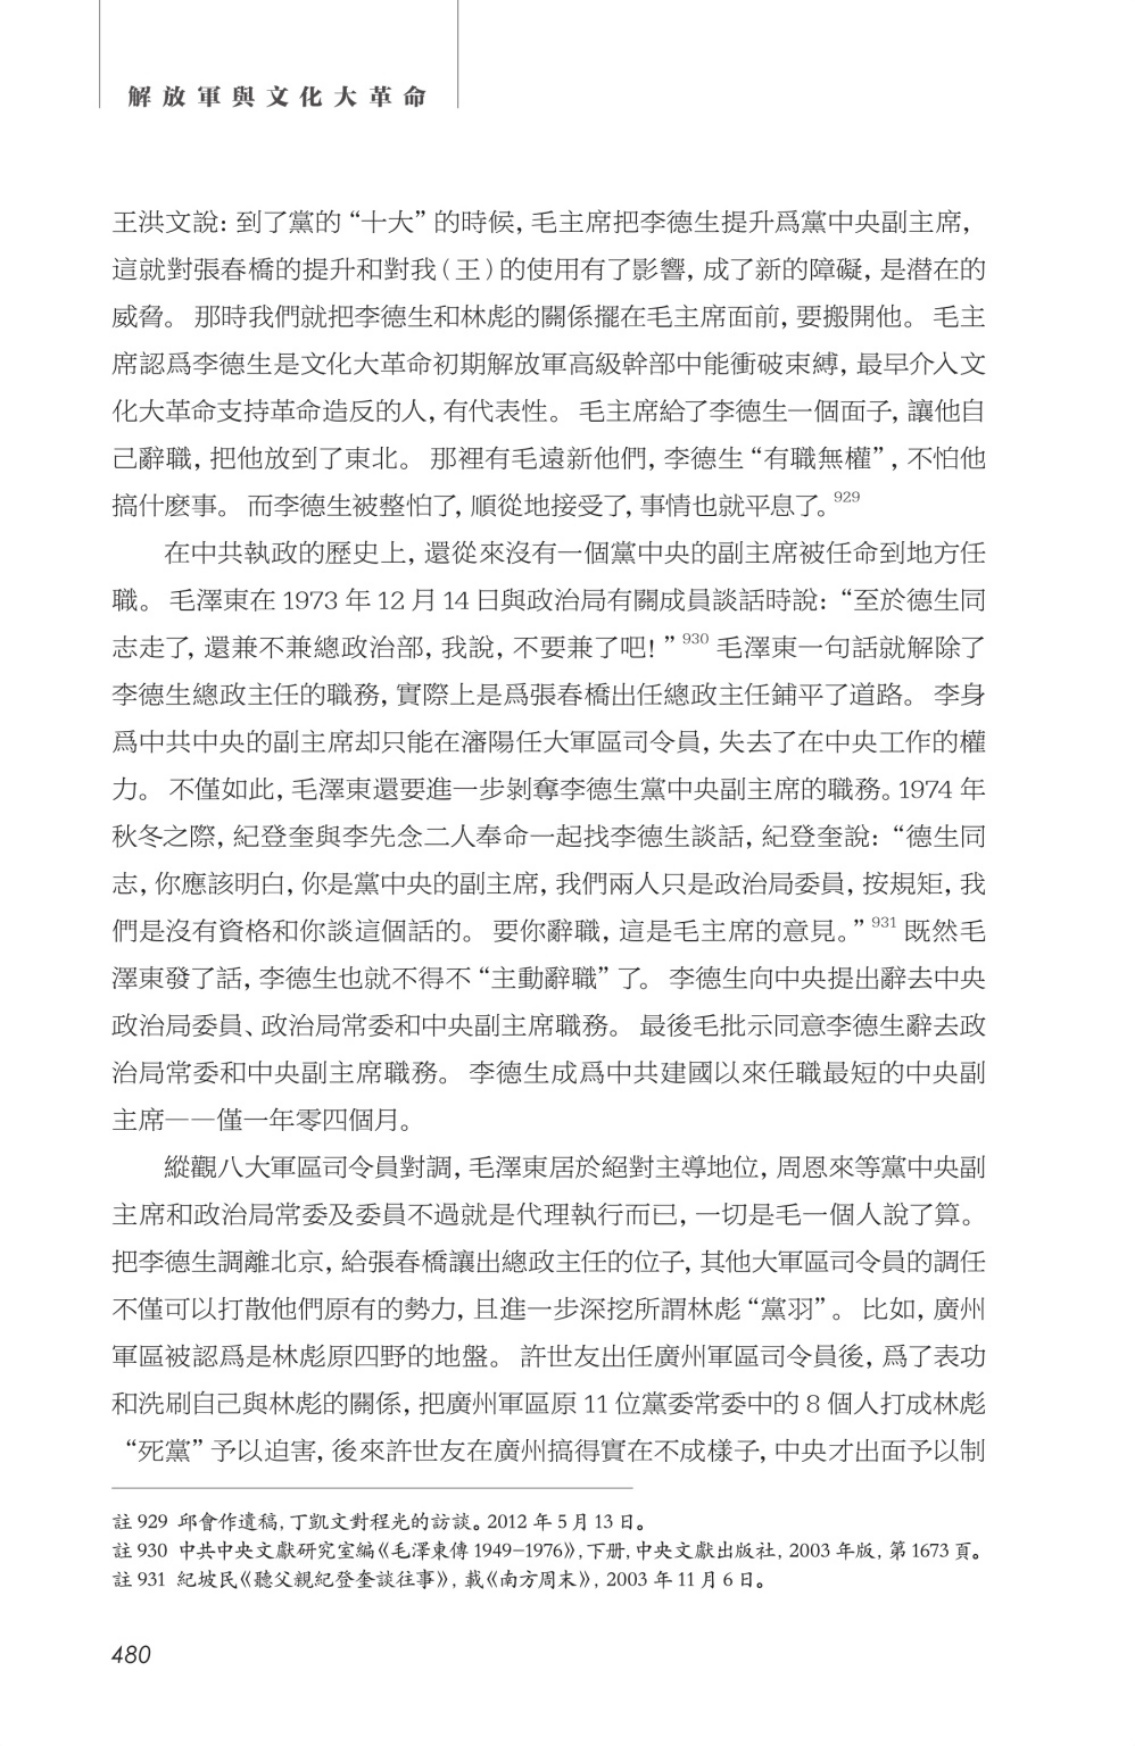 解放軍與文化大革命
王洪文說：到了黨的“十大”的時候，毛主席把李德生提升爲黨中央副主席，
這就對張春橋的提升和對我（王）的使用有了影響，成了新的障礙，是潛在的
威脅。 那時我們就把李德生和林彪的關係擺在毛主席面前，要搬開他。 毛主
席認爲李德生是文化大革命初期解放軍高級幹部中能衝破束縛，最早介入文
化大革命支持革命造反的人，有代表性。 毛主席給了李德生一個面子，讓他自
己辭職，把他放到了東北。 那裡有毛遠新他們，李德生“有職無權”，不怕他
搞什麽事。 而李德生被整怕了，順從地接受了，事情也就平息了。929
在中共執政的歷史上，還從來沒有一個黨中央的副主席被任命到地方任
職。 毛澤東在 1973 年 12 月 14 日與政治局有關成員談話時說：“至於德生同
志走了，還兼不兼總政治部，我說，不要兼了吧！”930 毛澤東一句話就解除了
李德生總政主任的職務，實際上是爲張春橋出任總政主任鋪平了道路。 李身
爲中共中央的副主席却只能在瀋陽任大軍區司令員，失去了在中央工作的權
力。 不僅如此，毛澤東還要進一步剝奪李德生黨中央副主席的職務。1974 年
秋冬之際，紀登奎與李先念二人奉命一起找李德生談話，紀登奎說：“德生同
志，你應該明白，你是黨中央的副主席，我們兩人只是政治局委員，按規矩，我
們是沒有資格和你談這個話的。 要你辭職，這是毛主席的意見。”931 既然毛
澤東發了話，李德生也就不得不“主動辭職”了。 李德生向中央提出辭去中央
政治局委員、政治局常委和中央副主席職務。 最後毛批示同意李德生辭去政
治局常委和中央副主席職務。 李德生成爲中共建國以來任職最短的中央副
主席——僅一年零四個月。
縱觀八大軍區司令員對調，毛澤東居於絕對主導地位，周恩來等黨中央副
主席和政治局常委及委員不過就是代理執行而已，一切是毛一個人說了算。
把李德生調離北京，給張春橋讓出總政主任的位子，其他大軍區司令員的調任
不僅可以打散他們原有的勢力，且進一步深挖所謂林彪“黨羽”。 比如，廣州
軍區被認爲是林彪原四野的地盤。 許世友出任廣州軍區司令員後，爲了表功
和洗刷自己與林彪的關係，把廣州軍區原 11 位黨委常委中的 8 個人打成林彪
“死黨”予以迫害，後來許世友在廣州搞得實在不成樣子，中央才出面予以制
註 929 邱會作遺稿，丁凱文對程光的訪談。2012 年 5 月 13 日。
註 930 中共中央文獻研究室編《毛澤東傳 1949–1976》，下册，中央文獻出版社，2003 年版，第 1673 頁。
註 931 紀坡民《聽父親紀登奎談往事》，載《南方周末》，2003 年 11 月 6 日。
480